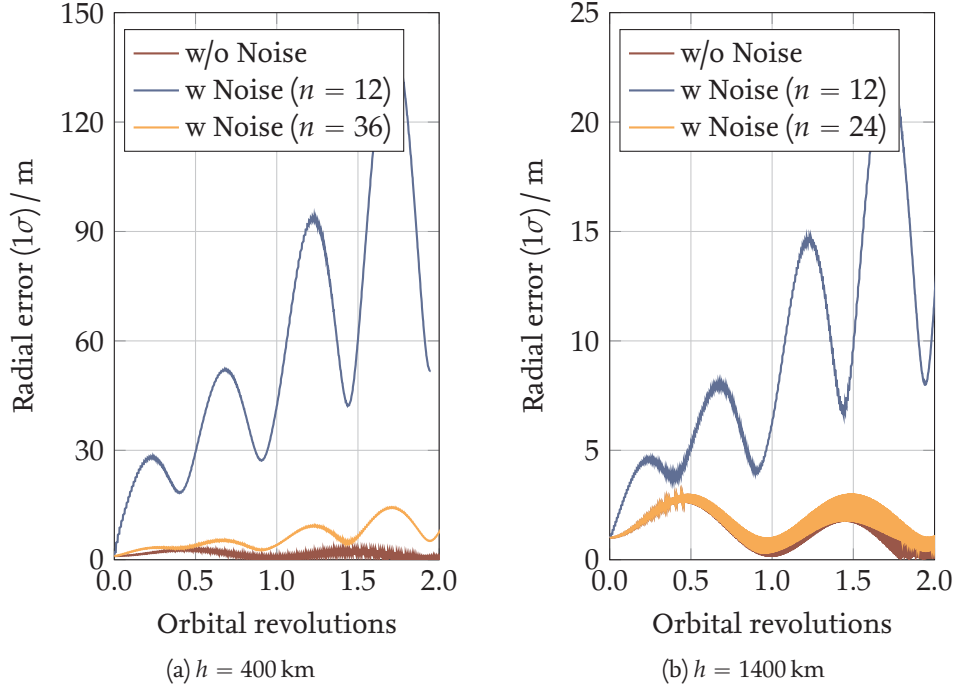 150
120
90
60
30
0
0.0 0.5 1.0 1.5 2.0
Radial error (1σ) / m
Orbital revolutions
w/o Noise
w Noise (n = 12)
w Noise (n = 36)
(a) h = 400 km
25
20
15
10
5
0
0.0 0.5 1.0 1.5 2.0
Radial error (1σ) / m
Orbital revolutions
w/o Noise
w Noise (n = 12)
w Noise (n = 24)
(b) h = 1400 km